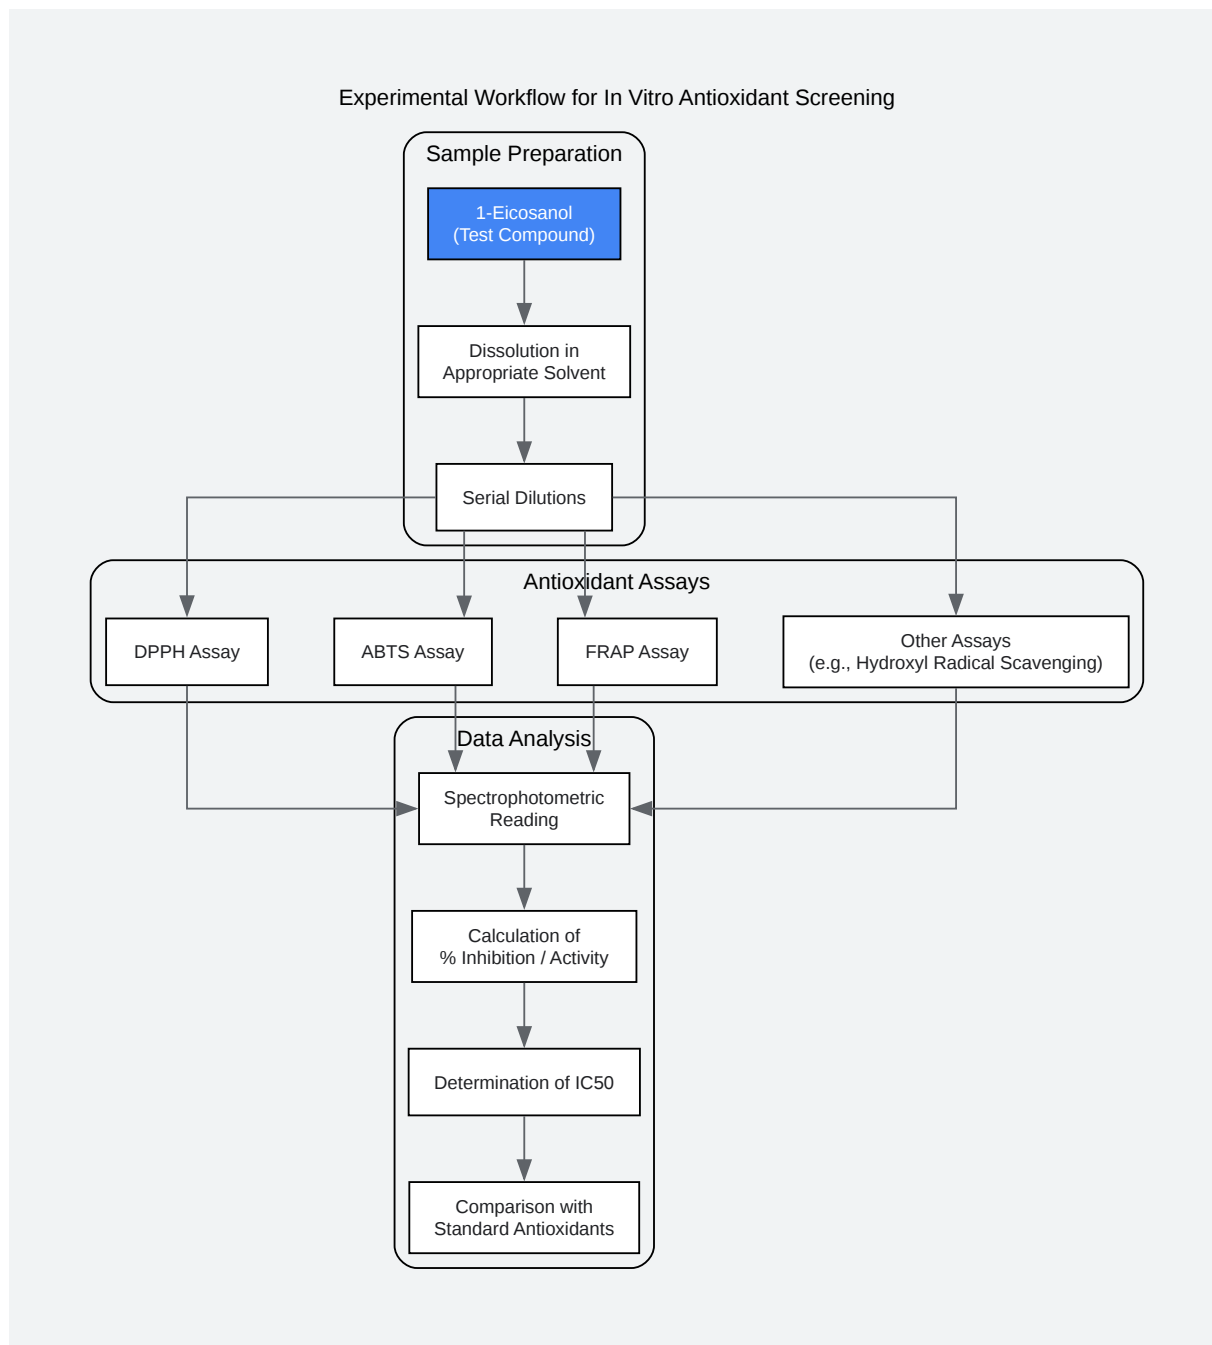 Experimental Workflow for In Vitro Antioxidant Screening
Sample Preparation
1-Eicosanol
(Test Compound)
Dissolution in
Appropriate Solvent
Serial Dilutions
Antioxidant Assays
DPPH Assay
ABTS Assay
FRAP Assay
Other Assays
(e.g., Hydroxyl Radical Scavenging)
Data Analysis
Spectrophotometric
Reading
Calculation of
% Inhibition / Activity
Determination of IC50
Comparison with
Standard Antioxidants